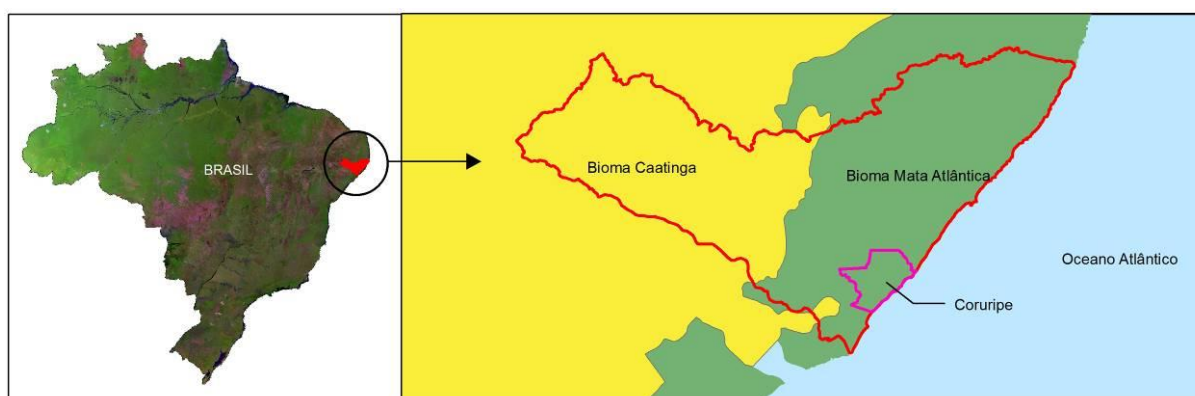 BRASIL
Bioma Caatinga
Bioma Mata Atlântica
Oceano Atlântico
Coruripe